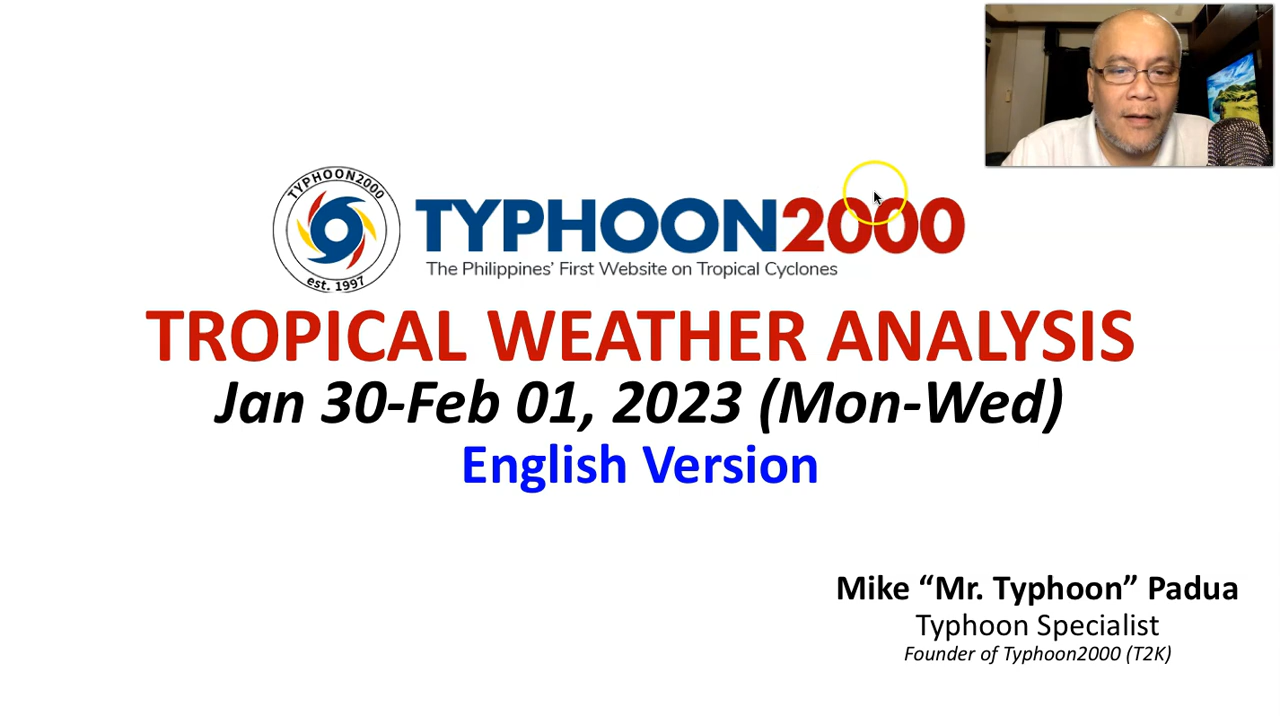 TYPHOON2000
est. 1997
TYPHOON2000
The Philippines' First Website on Tropical Cyclones
TROPICAL WEATHER ANALYSIS
Jan 30-Feb 01, 2023 (Mon-Wed)
English Version
Mike “Mr. Typhoon” Padua
Typhoon Specialist
Founder of Typhoon2000 (T2K)